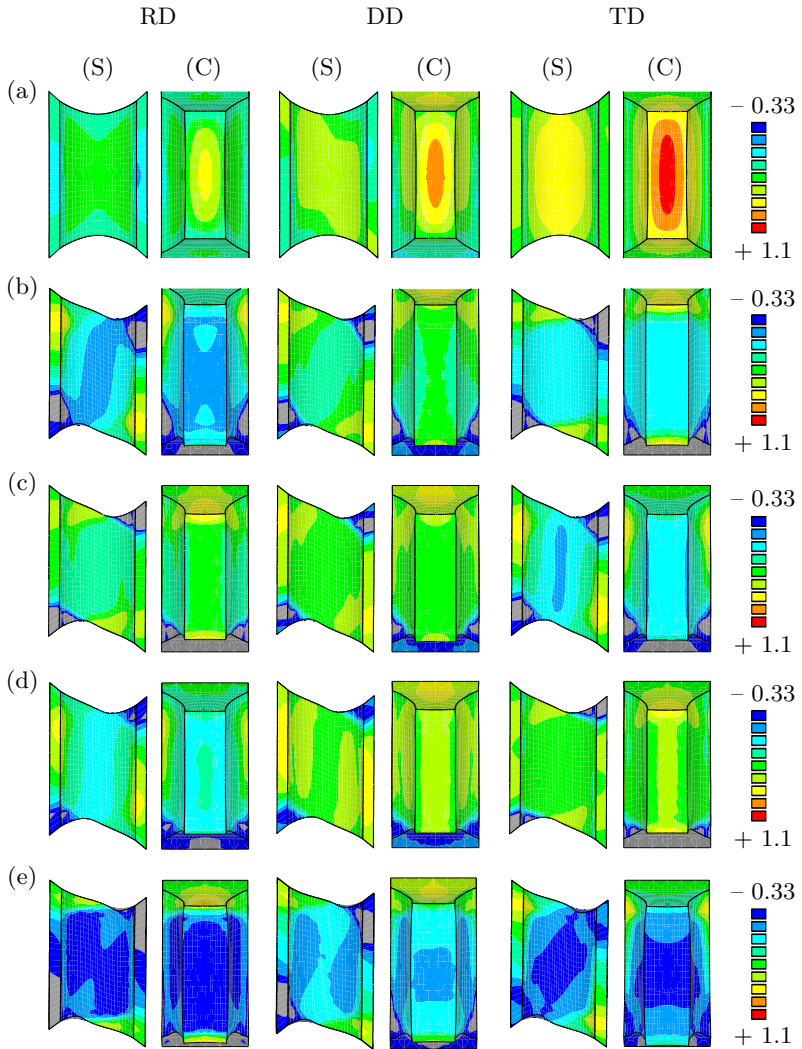 RD DD TD
(S) (C) (S) (C) (S) (C)
(a)
– 0.33
+ 1.1
(b)
– 0.33
+ 1.1
(c)
– 0.33
+ 1.1
(d)
– 0.33
+ 1.1
(e)
– 0.33
+ 1.1